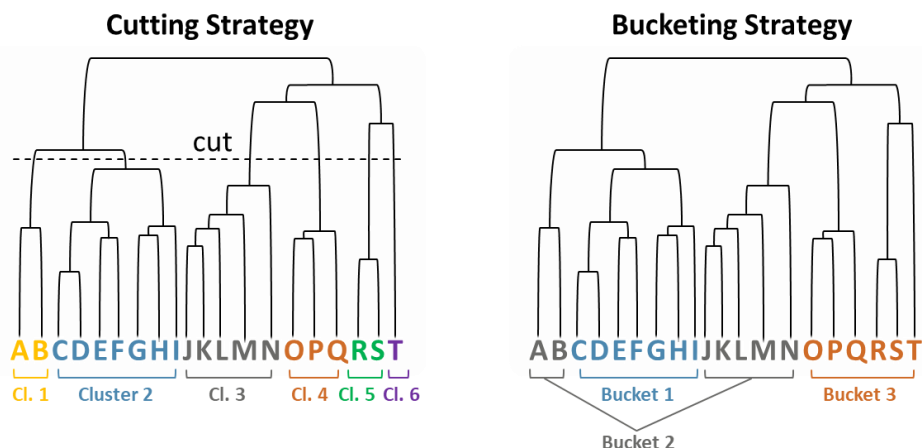 Cutting Strategy
cut
ABCDEFGHIJKLMNOPQRST
Cl. 1 Cluster 2 Cl. 3 Cl. 4 Cl. 5 Cl. 6
Bucketing Strategy
ABCDEFGHIJKLMNOPQRST
Bucket 1 Bucket 3
Bucket 2